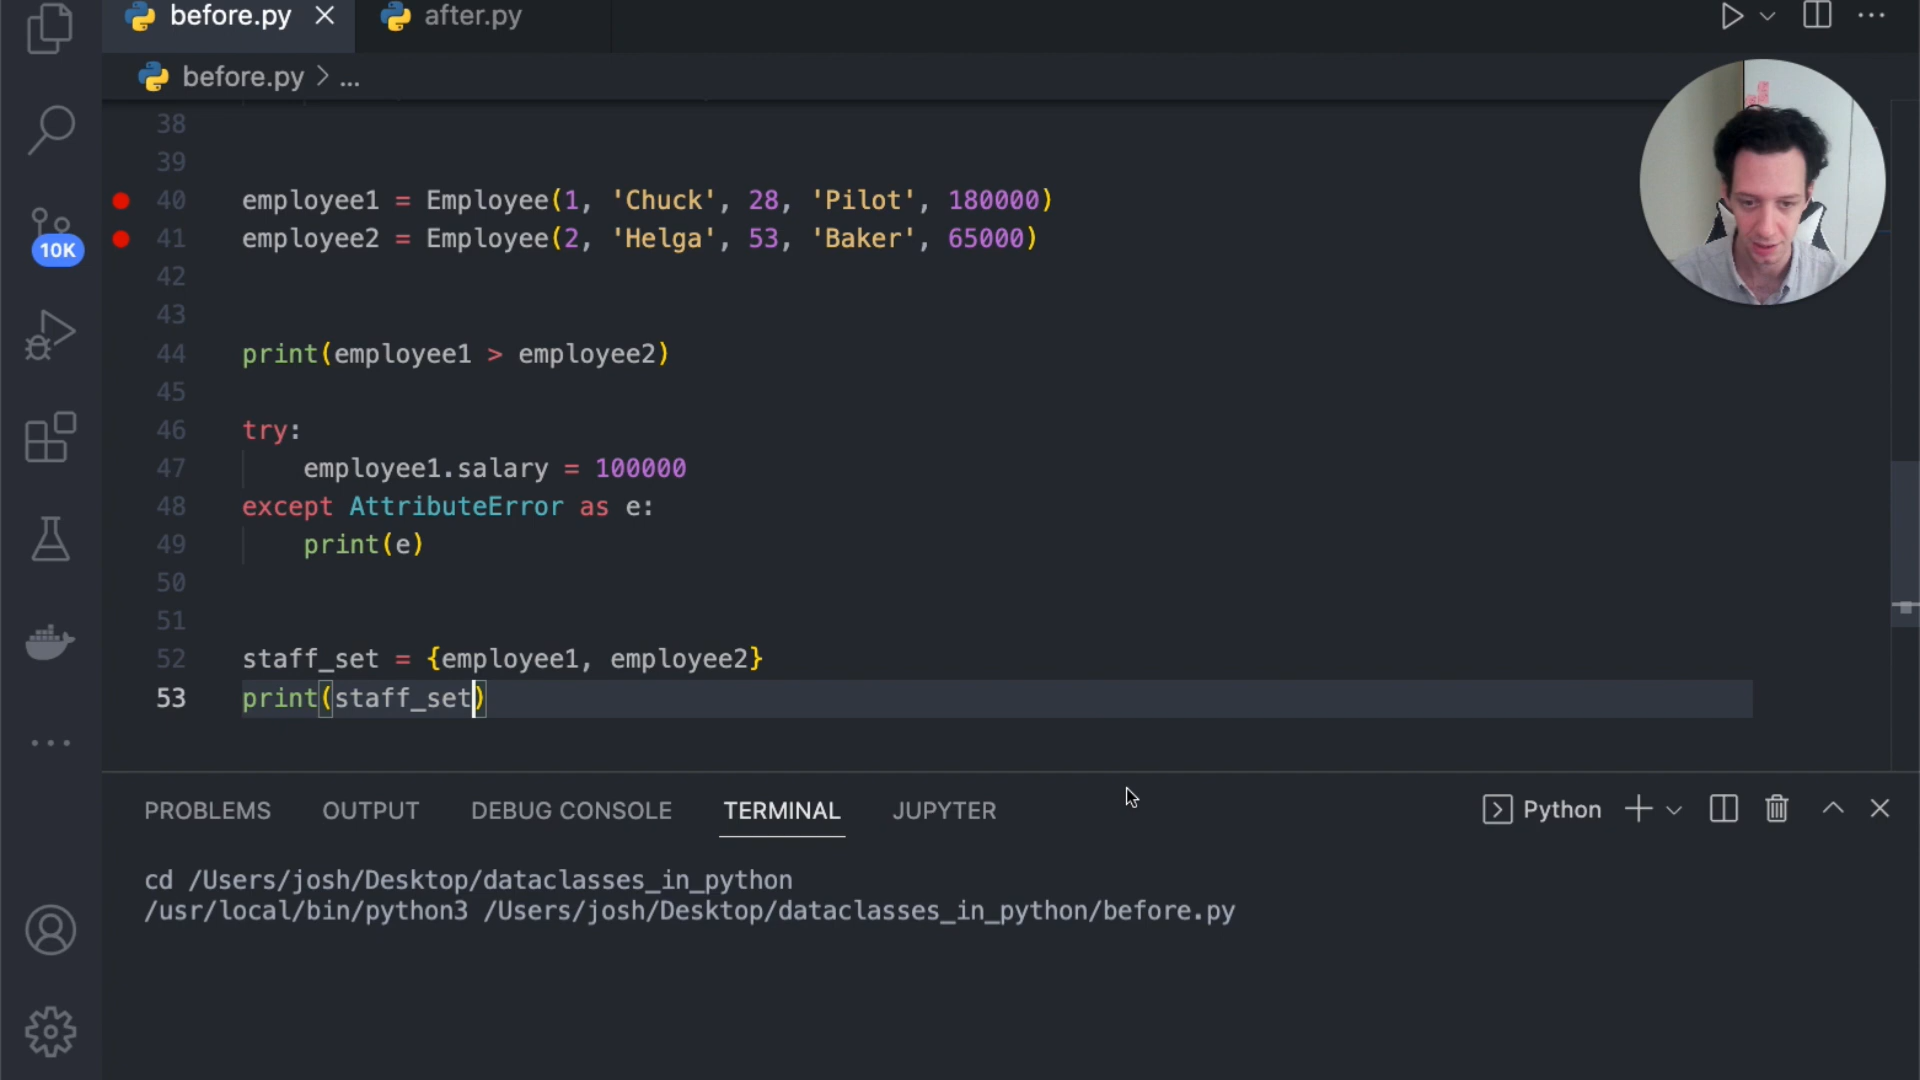 before.py
after.py
before.py > ...
38
39
40 employee1 = Employee(1, 'Chuck', 28, 'Pilot', 180000)
41 employee2 = Employee(2, 'Helga', 53, 'Baker', 65000)
10K
42
43
44 print(employee1 > employee2)
45
46 try:
47 employee1.salary = 100000
48 except AttributeError as e:
49 print(e)
50
51
52 staff_set = {employee1, employee2}
53 print(staff_set)
PROBLEMS OUTPUT DEBUG CONSOLE TERMINAL JUPYTER Python
cd /Users/josh/Desktop/dataclasses_in_python
/usr/local/bin/python3 /Users/josh/Desktop/dataclasses_in_python/before.py